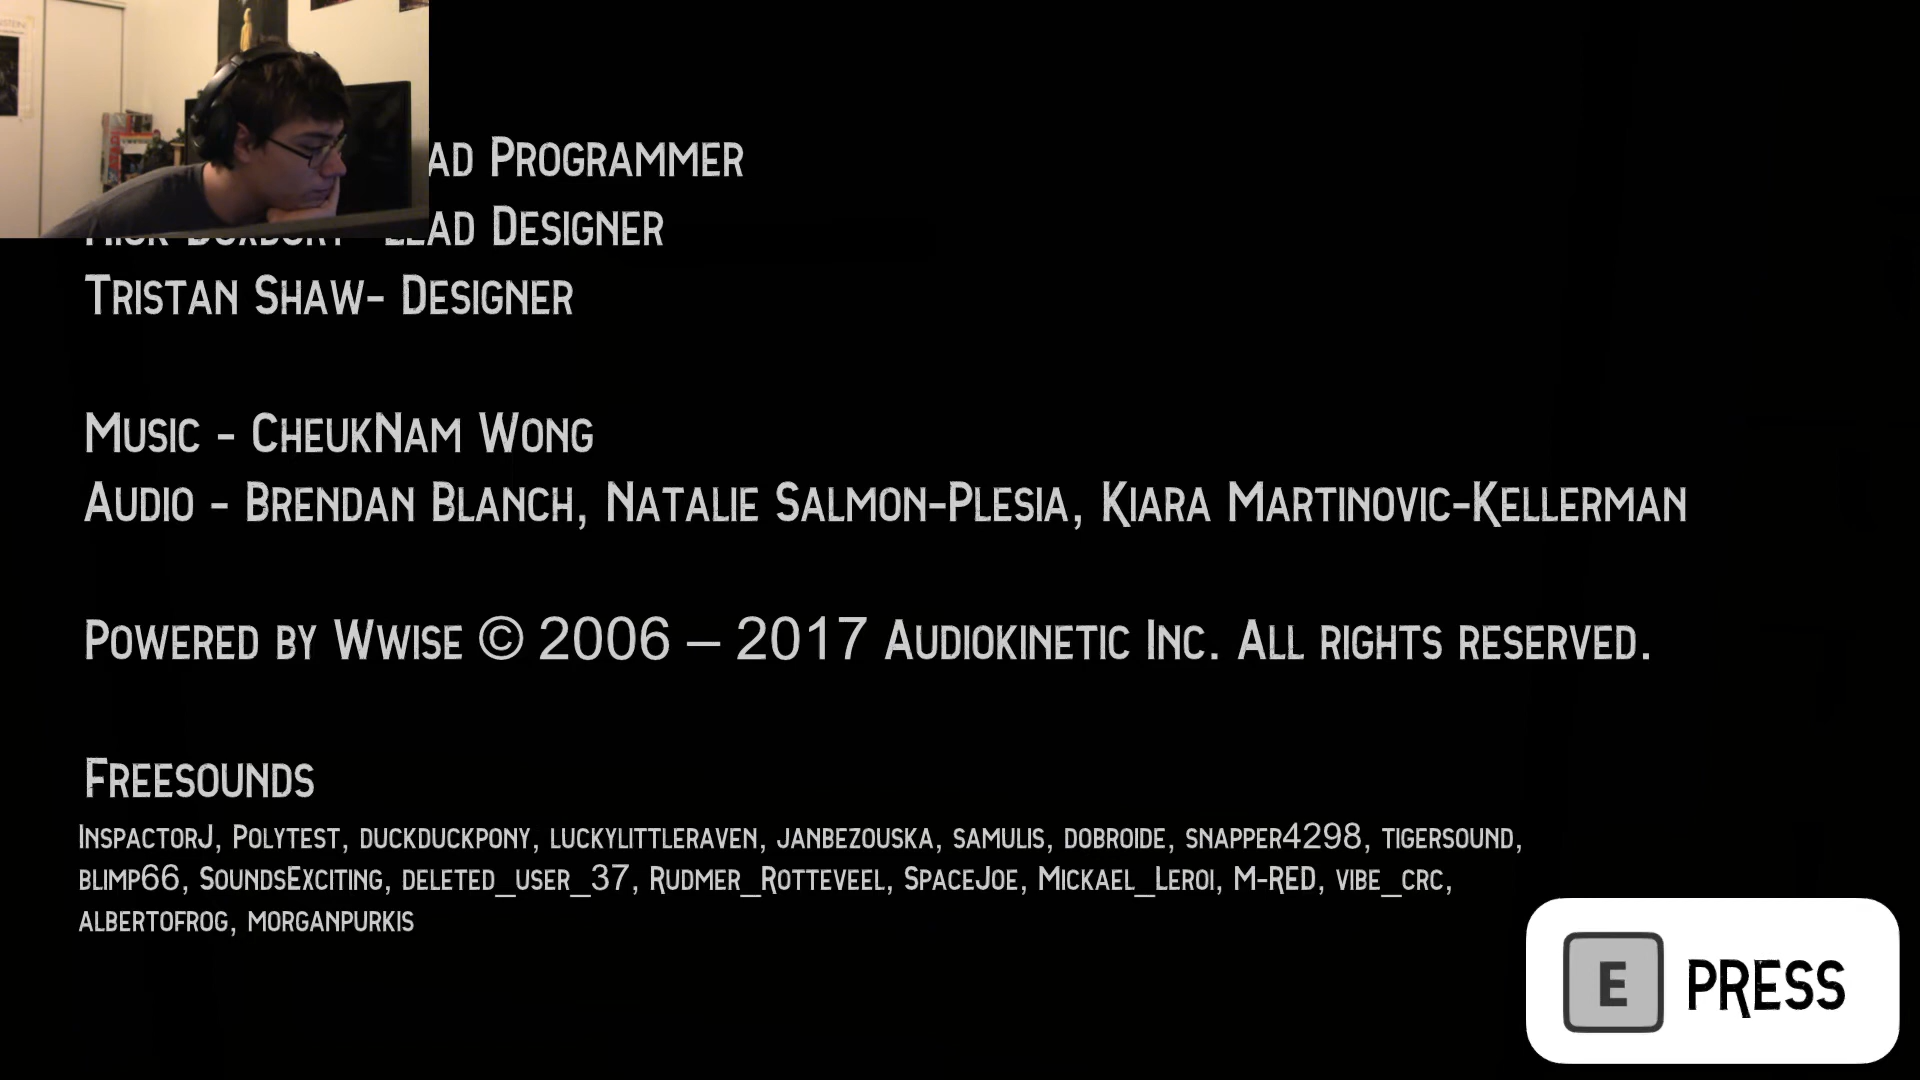 Programmer
Lead Designer
Tristan Shaw- Designer
Music - CheukNam Wong
Audio - Brendan Blanch, Natalie Salmon-Plesia, Kiara Martinovic-Kellerman
Powered by Wwise © 2006 – 2017 Audiokinetic Inc. All rights reserved.
Freesounds
InspactorJ, Polytest, duckduckpony, luckylittleraven, janbezouska, samulis, dobroide, snapper4298, tigersound,
blimp66, SoundsExciting, deleted_user_37, Rudmer_Rotteveel, SpaceJoe, Mickael_Leroi, M-RED, vibe_crc,
albertofrog, morganpurkis
E PRESS